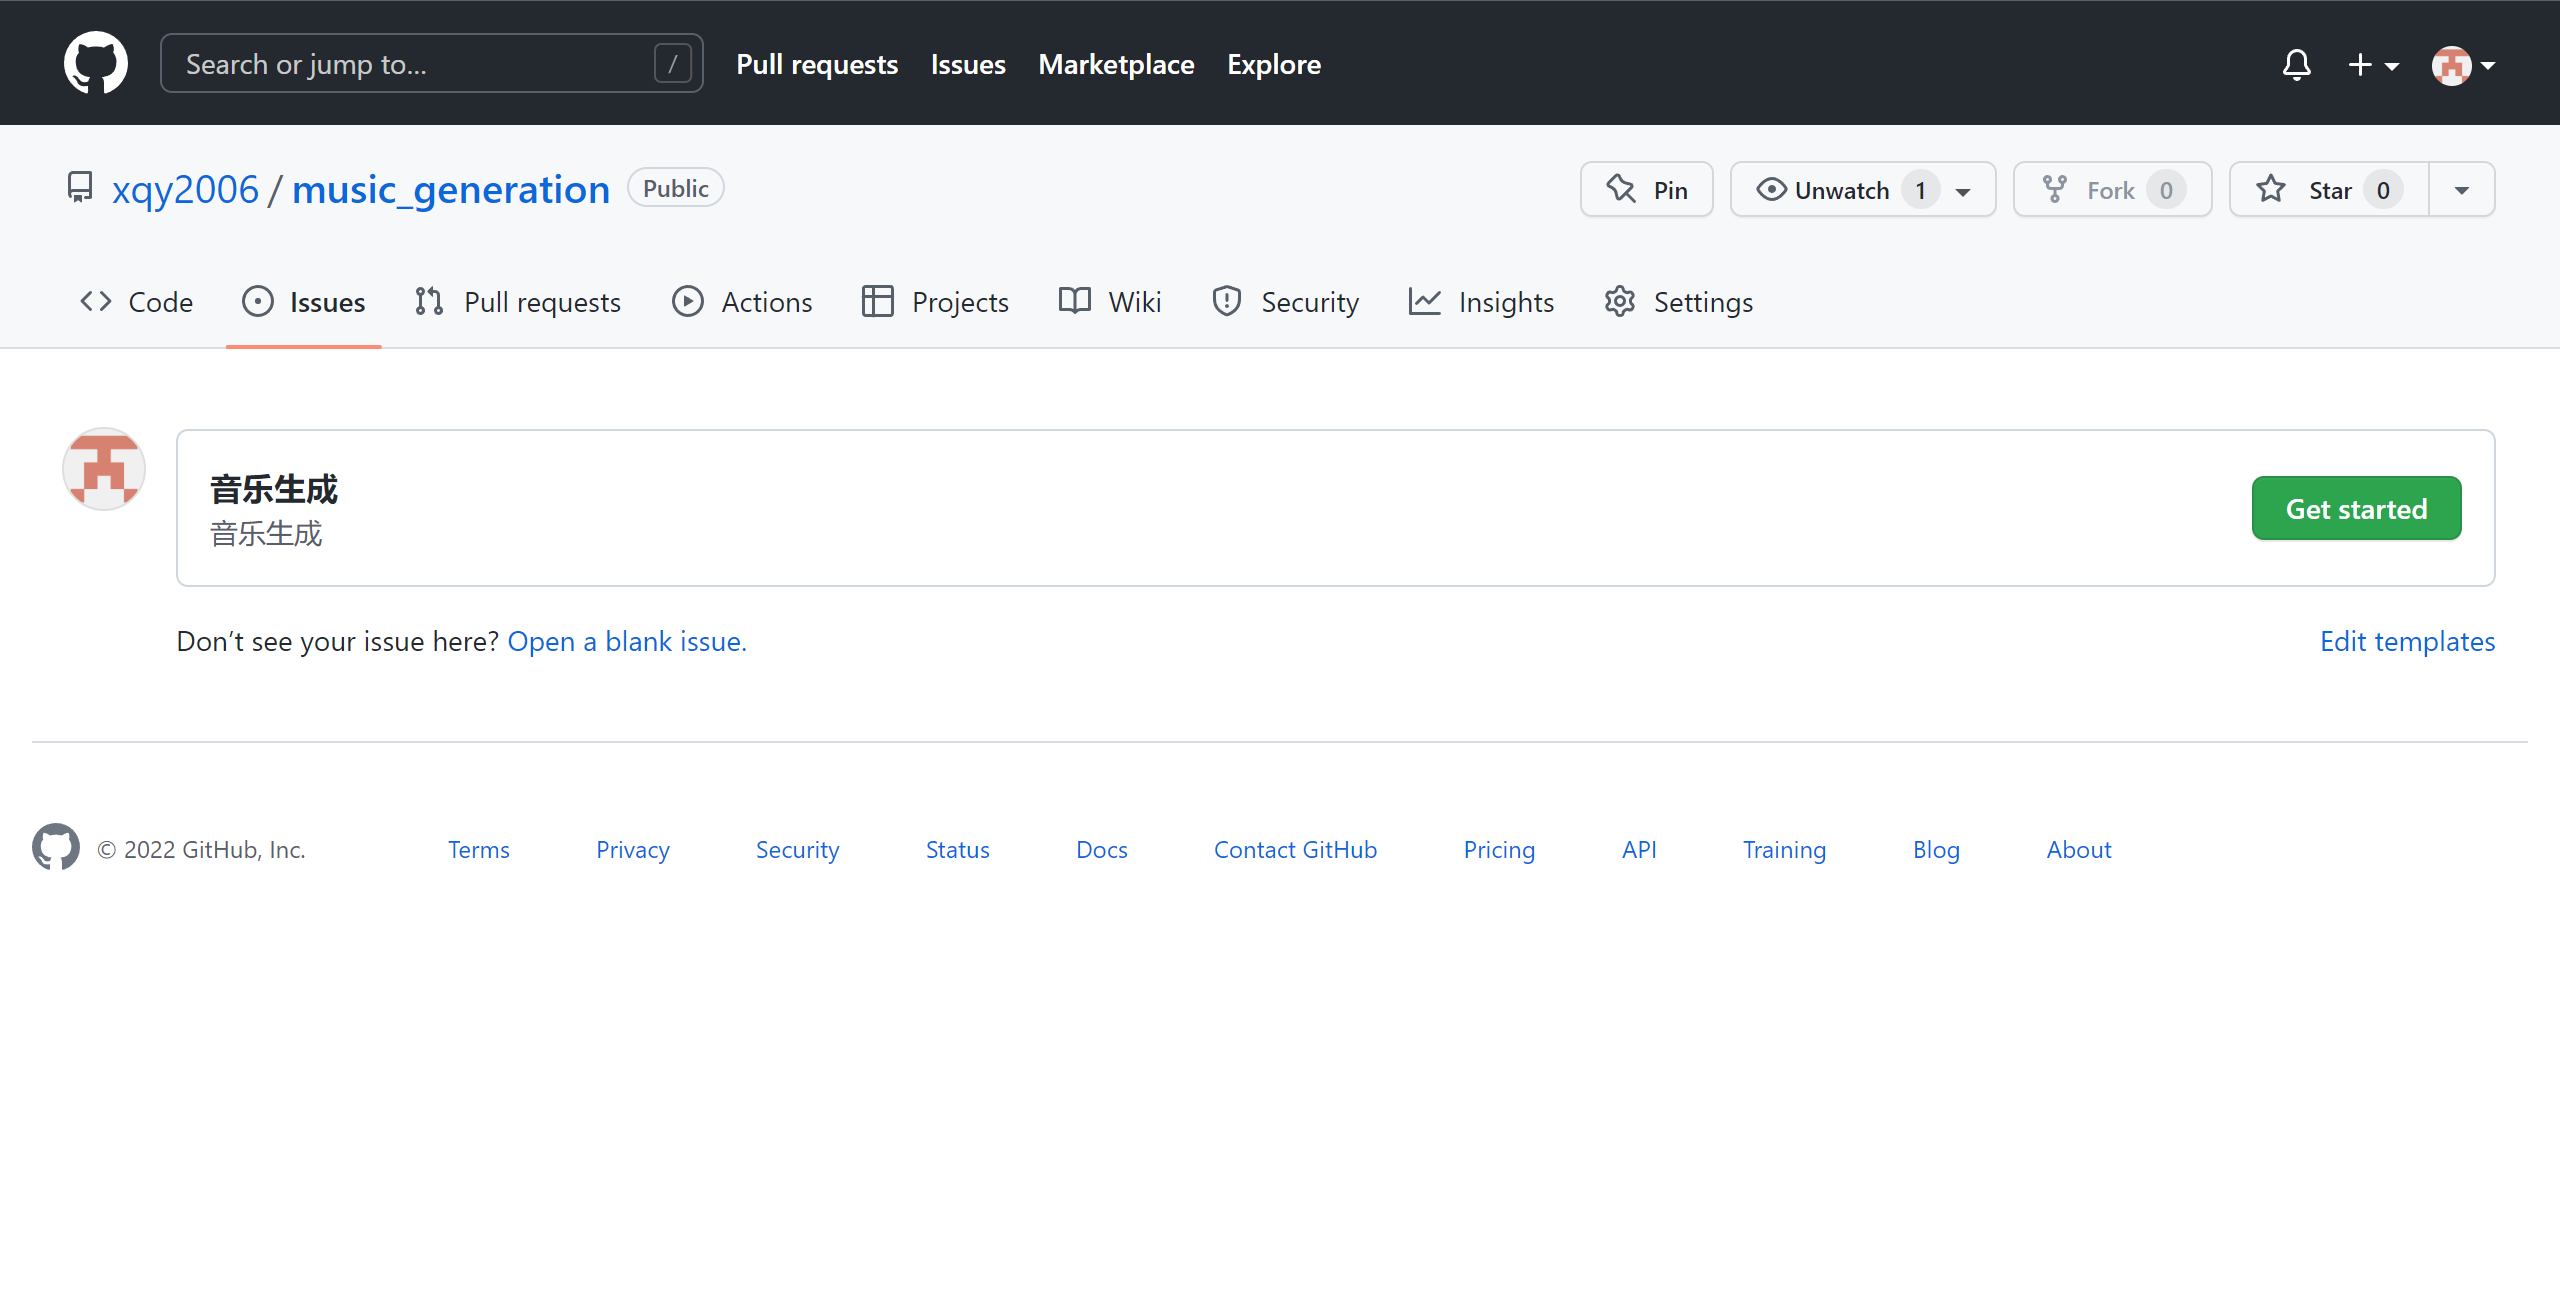 Search or jump to... / Pull requests Issues Marketplace Explore
xqy2006 / music_generation Public Pin Unwatch 1 Fork 0 Star 0
Code Issues Pull requests Actions Projects Wiki Security Insights Settings
音乐生成
音乐生成
Get started
Don’t see your issue here? Open a blank issue. Edit templates
© 2022 GitHub, Inc. Terms Privacy Security Status Docs Contact GitHub Pricing API Training Blog About